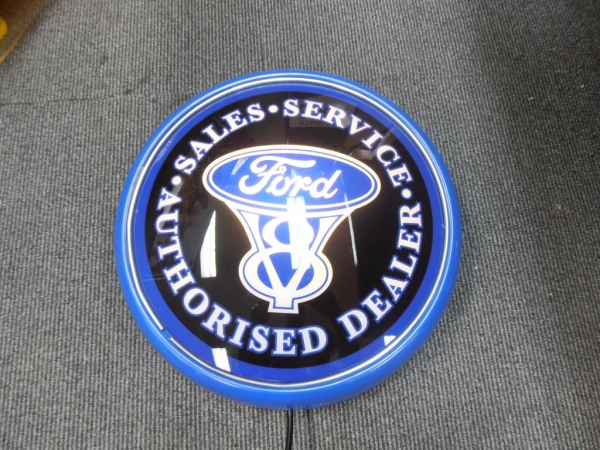 • SALES • SERVICE •
Ford
V8
AUTHORISED DEALER